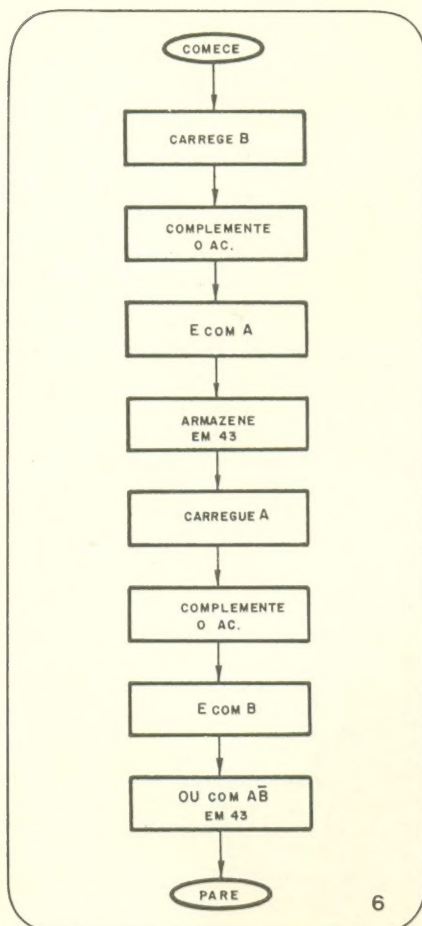 COMECE
CARREGE B
COMPLEMENTE
O AC.
E COM A
ARMAZENE
EM 43
CARREGUE A
COMPLEMENTE
O AC.
E COM B
OU COM AB̅
EM 43
PARE
6